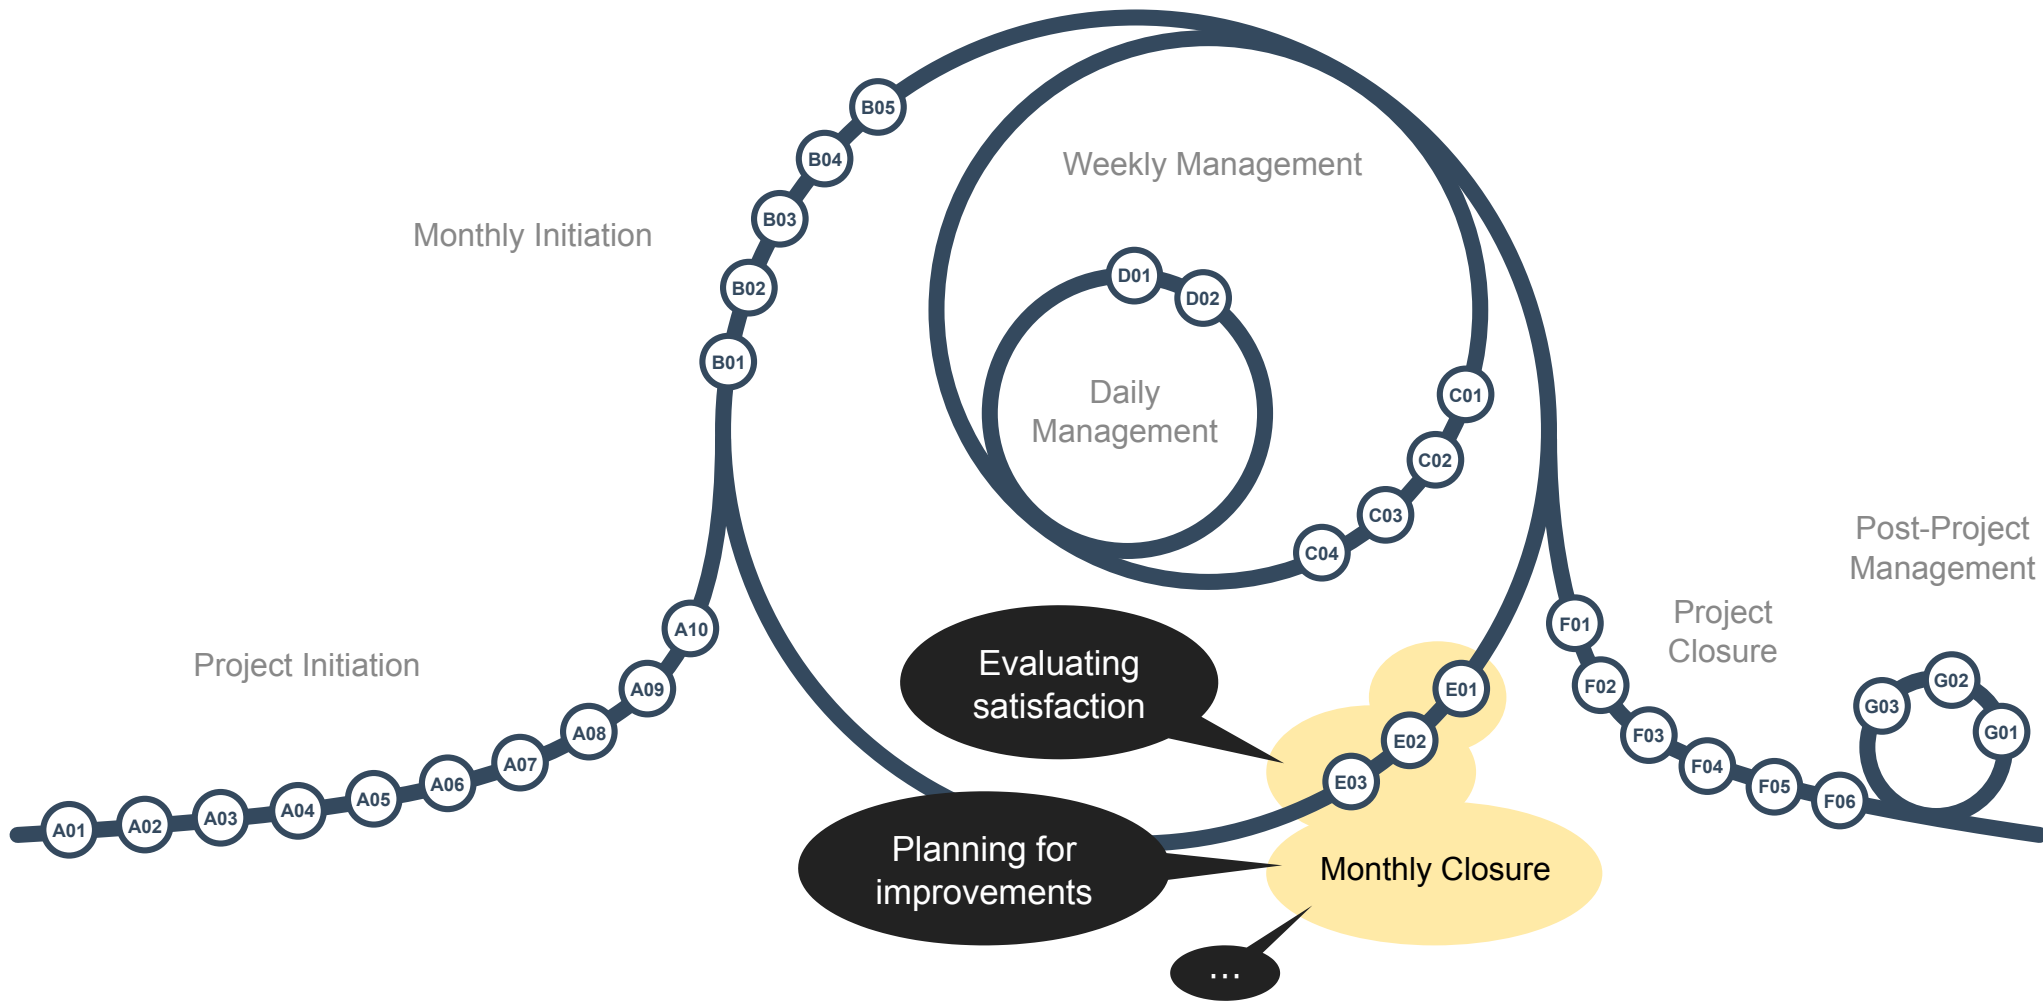 B05
B04
Weekly Management
B03
Monthly Initiation
D01
B02
D02
B01
Daily
Management
C01
C02
C03
Post-Project
Management
C04
Project
Closure
F01
A10
Evaluating
satisfaction
Project Initiation
A09
E01
F02
G02
G03
A08
E02
F03
G01
A07
E03
F04
A06
F05
A05
F06
A04
A03
A02
A01
Planning for
improvements
Monthly Closure
...